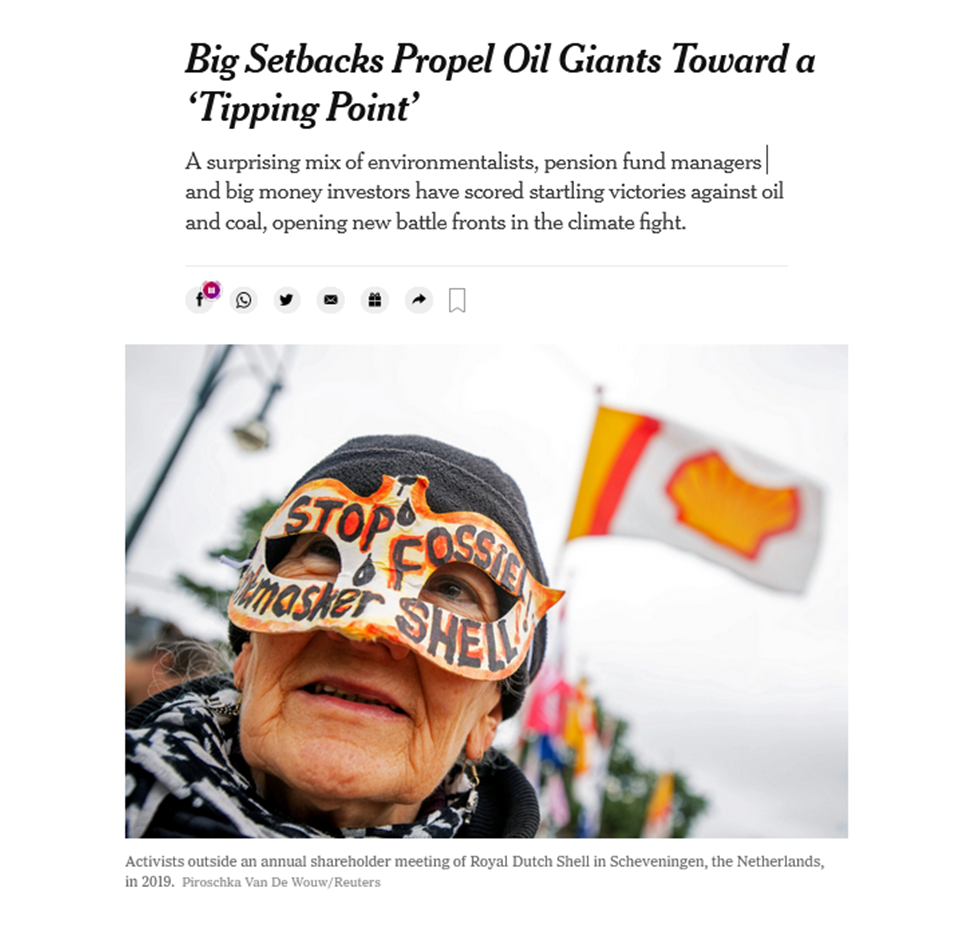 Big Setbacks Propel Oil Giants Toward a
‘Tipping Point’
A surprising mix of environmentalists, pension fund managers
and big money investors have scored startling victories against oil
and coal, opening new battle fronts in the climate fight.
STOP
FOSSIEL
SHELL!!
Activists outside an annual shareholder meeting of Royal Dutch Shell in Scheveningen, the Netherlands,
in 2019. Piroschka Van De Wouw/Reuters